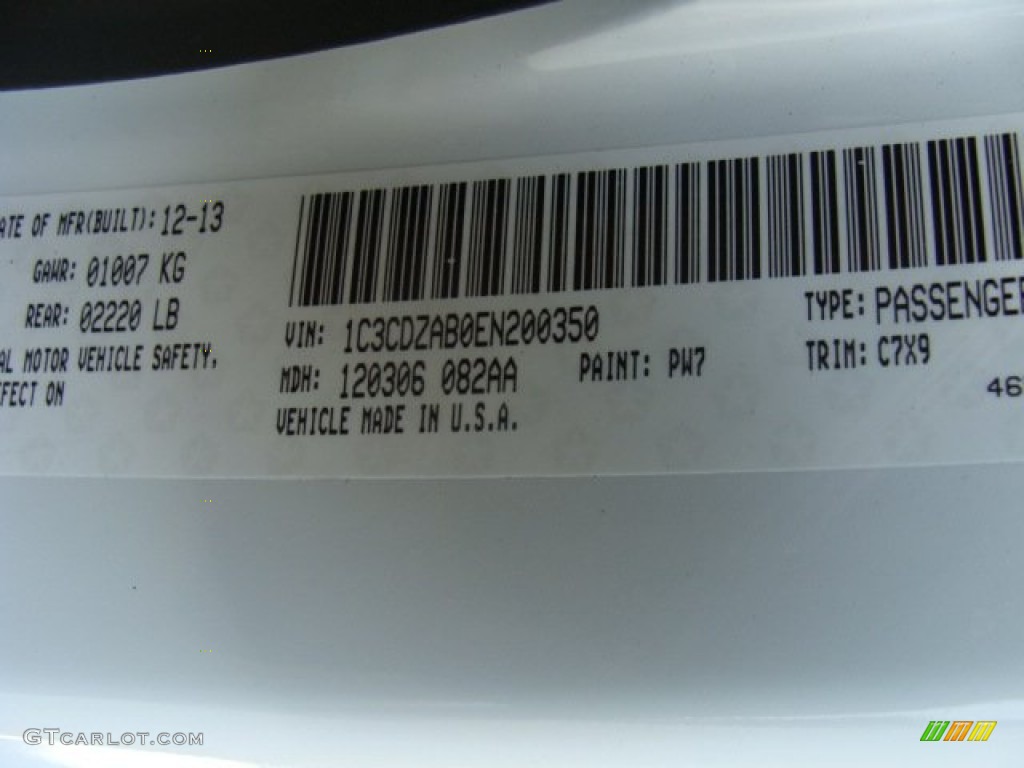 ATE OF MFR(BUILT): 12-13
GAWR: 01007 KG
REAR: 02220 LB
AL MOTOR VEHICLE SAFETY.
FFECT ON
VIN: 1C3CDZAB0EN200350
TYPE: PASSENGER
MDH: 120306 082AA
PAINT: PW7
TRIM: C7X9
VEHICLE MADE IN U.S.A.
46
GTCARLOT.COM